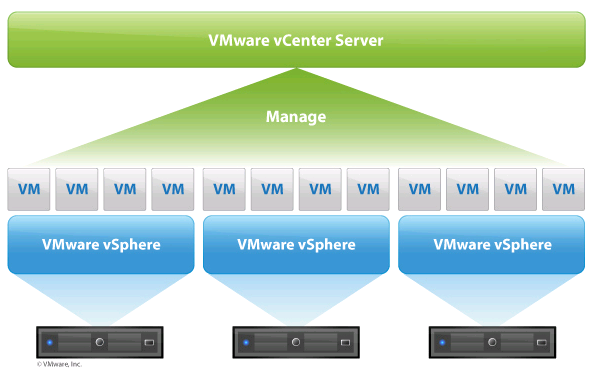 VMware vCenter Server
Manage
VM VM VM VM VM VM VM VM VM VM VM VM
VMware vSphere VMware vSphere VMware vSphere
© VMware, Inc.